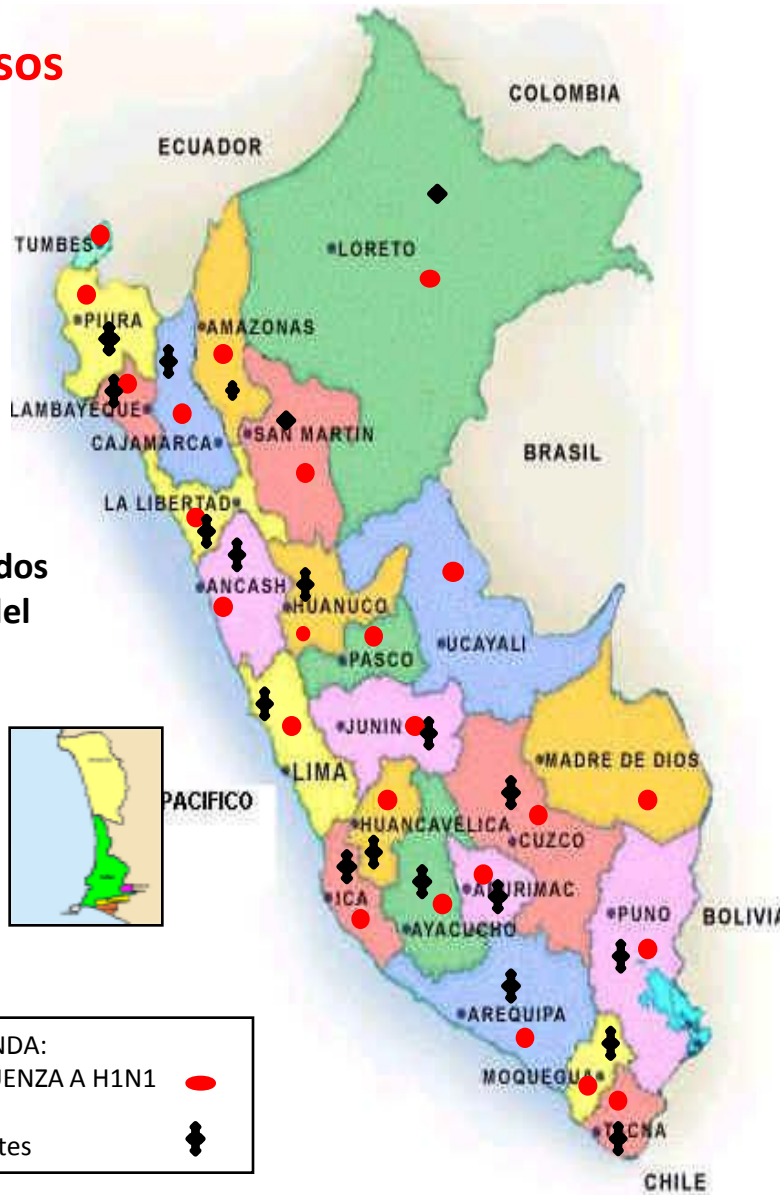 SOS
COLOMBIA
ECUADOR
TUMBES
LORETO
PIURA
AMAZONAS
LAMBAYEQUE
SAN MARTIN
CAJAMARCA
BRASIL
LA LIBERTAD
dos
ANCASH
HUANUCO
del
UCAYALI
PASCO
JUNIN
MADRE DE DIOS
LIMA
PACIFICO
HUANCAVELICA
CUZCO
ICA
APURIMAC
PUNO
AYACUCHO
BOLIVIA
AREQUIPA
NDA:
UENZA A H1N1
MOQUEGUA
TACNA
tes
CHILE